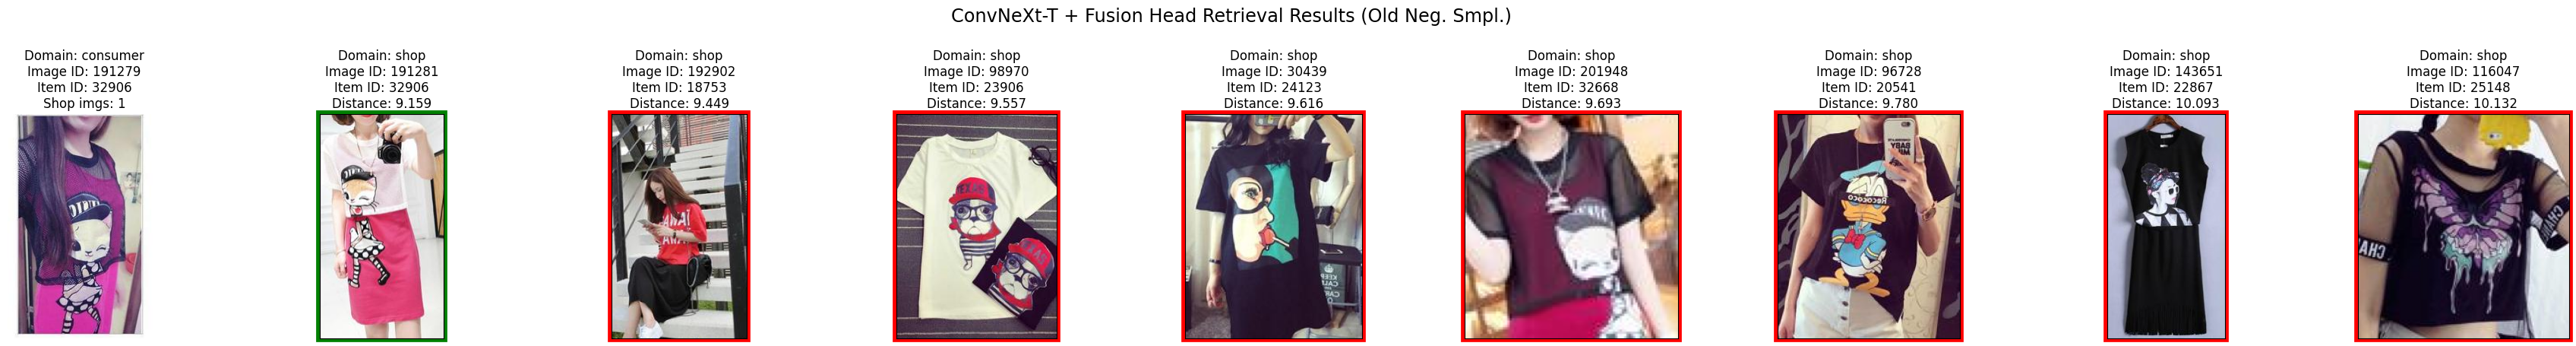 ConvNeXt-T + Fusion Head Retrieval Results (Old Neg. Smpl.)
Domain: consumer
Image ID: 191279
Item ID: 32906
Shop imgs: 1
Domain: shop
Image ID: 191281
Item ID: 32906
Distance: 9.159
Domain: shop
Image ID: 192902
Item ID: 18753
Distance: 9.449
Domain: shop
Image ID: 98970
Item ID: 23906
Distance: 9.557
Domain: shop
Image ID: 30439
Item ID: 24123
Distance: 9.616
Domain: shop
Image ID: 201948
Item ID: 32668
Distance: 9.693
Domain: shop
Image ID: 96728
Item ID: 20541
Distance: 9.780
Domain: shop
Image ID: 143651
Item ID: 22867
Distance: 10.093
Domain: shop
Image ID: 116047
Item ID: 25148
Distance: 10.132